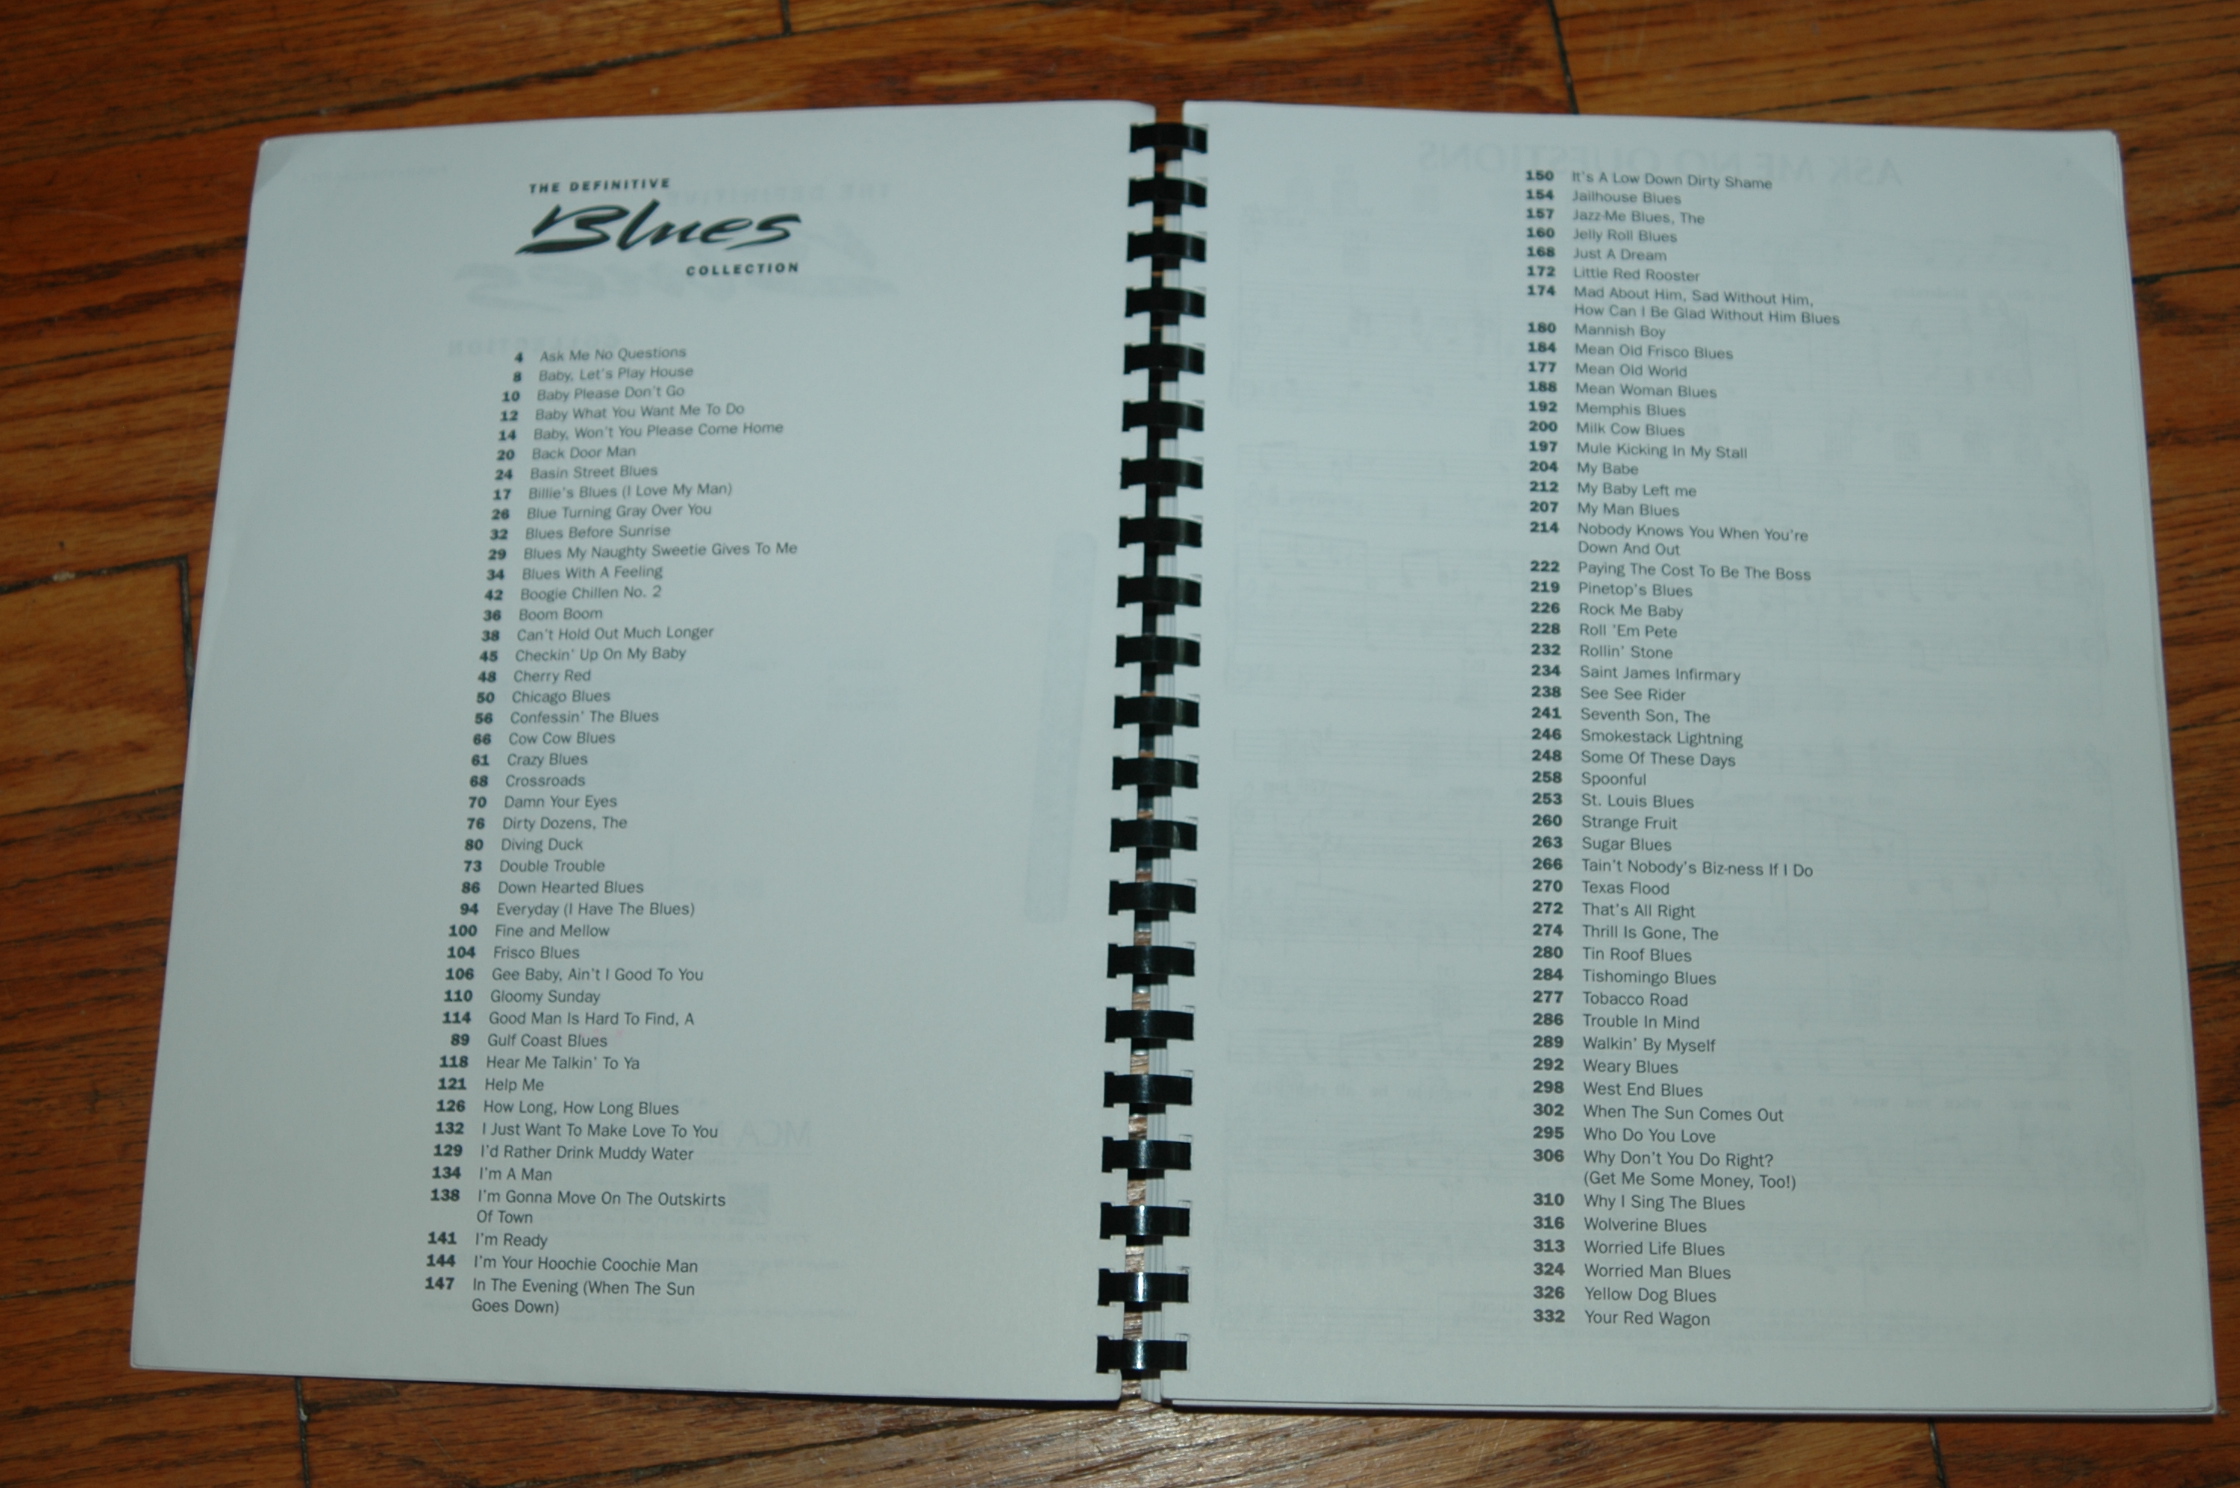 THE DEFINITIVE
Blues
COLLECTION
4 Ask Me No Questions
8 Baby, Let's Play House
10 Baby Please Don't Go
12 Baby What You Want Me To Do
14 Baby, Won't You Please Come Home
20 Back Door Man
24 Basin Street Blues
17 Billie's Blues (I Love My Man)
26 Blue Turning Gray Over You
32 Blues Before Sunrise
29 Blues My Naughty Sweetie Gives To Me
34 Blues With A Feeling
42 Boogie Chillen No. 2
36 Boom Boom
38 Can't Hold Out Much Longer
45 Checkin' Up On My Baby
48 Cherry Red
50 Chicago Blues
56 Confessin' The Blues
66 Cow Cow Blues
61 Crazy Blues
68 Crossroads
70 Damn Your Eyes
76 Dirty Dozens, The
80 Diving Duck
73 Double Trouble
86 Down Hearted Blues
94 Everyday (I Have The Blues)
100 Fine and Mellow
104 Frisco Blues
106 Gee Baby, Ain't I Good To You
110 Gloomy Sunday
114 Good Man Is Hard To Find, A
89 Gulf Coast Blues
118 Hear Me Talkin' To Ya
121 Help Me
126 How Long, How Long Blues
132 I Just Want To Make Love To You
129 I'd Rather Drink Muddy Water
134 I'm A Man
138 I'm Gonna Move On The Outskirts
Of Town
141 I'm Ready
144 I'm Your Hoochie Coochie Man
147 In The Evening (When The Sun
Goes Down)
150 It's A Low Down Dirty Shame
154 Jailhouse Blues
157 Jazz-Me Blues, The
160 Jelly Roll Blues
168 Just A Dream
172 Little Red Rooster
174 Mad About Him, Sad Without Him,
How Can I Be Glad Without Him Blues
180 Mannish Boy
184 Mean Old Frisco Blues
177 Mean Old World
188 Mean Woman Blues
192 Memphis Blues
200 Milk Cow Blues
197 Mule Kicking In My Stall
204 My Babe
212 My Baby Left me
207 My Man Blues
214 Nobody Knows You When You're
Down And Out
222 Paying The Cost To Be The Boss
219 Pinetop's Blues
226 Rock Me Baby
228 Roll 'Em Pete
232 Rollin' Stone
234 Saint James Infirmary
238 See See Rider
241 Seventh Son, The
246 Smokestack Lightning
248 Some Of These Days
258 Spoonful
253 St. Louis Blues
260 Strange Fruit
263 Sugar Blues
266 Tain't Nobody's Biz-ness If I Do
270 Texas Flood
272 That's All Right
274 Thrill Is Gone, The
280 Tin Roof Blues
284 Tishomingo Blues
277 Tobacco Road
286 Trouble In Mind
289 Walkin' By Myself
292 Weary Blues
298 West End Blues
302 When The Sun Comes Out
295 Who Do You Love
306 Why Don't You Do Right?
(Get Me Some Money, Too!)
310 Why I Sing The Blues
316 Wolverine Blues
313 Worried Life Blues
324 Worried Man Blues
326 Yellow Dog Blues
332 Your Red Wagon